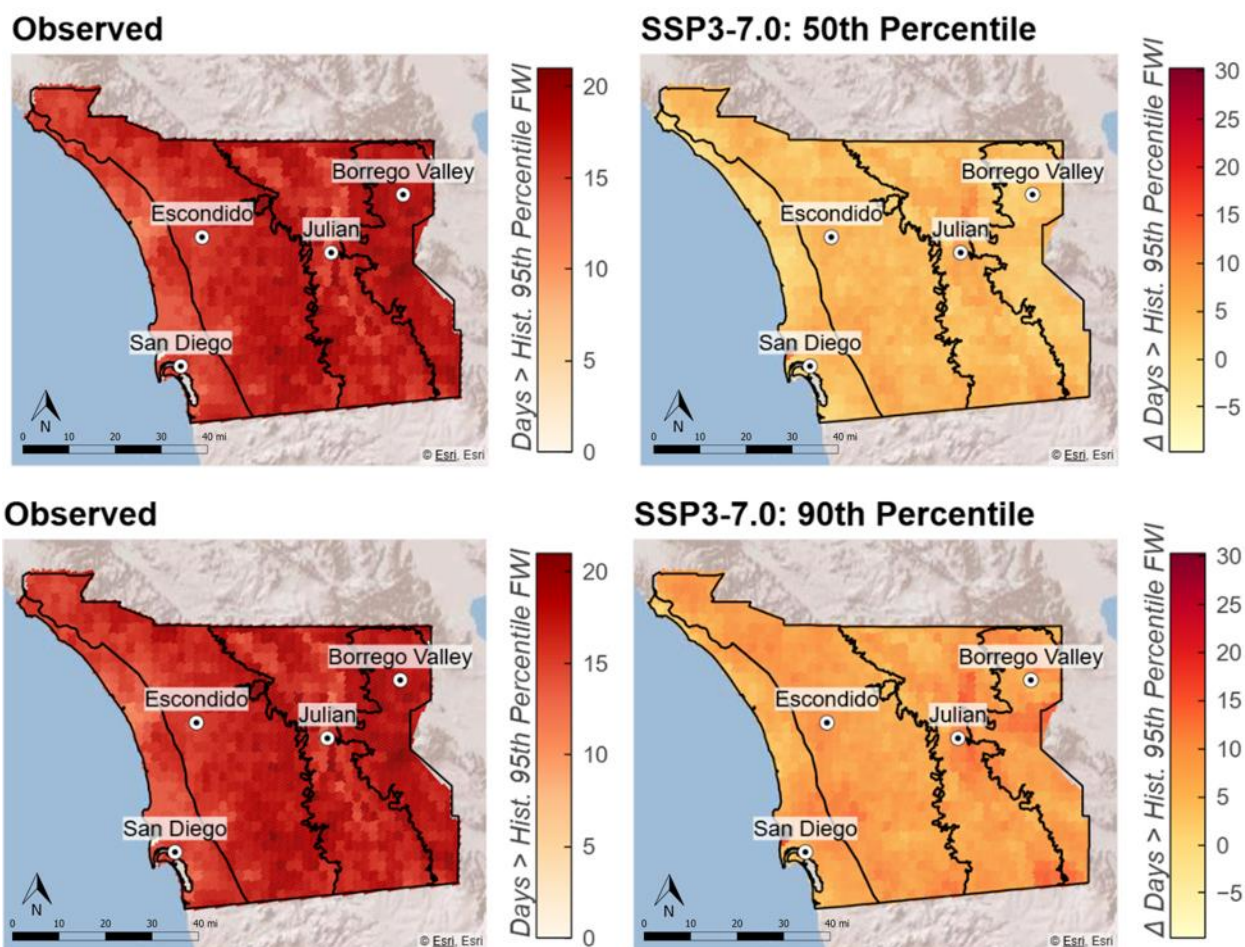 Observed
SSP3-7.0: 50th Percentile
Borrego Valley
Escondido
Julian
San Diego
N
0 10 20 30 40 mi
© Esri, Esri
20
15
10
5
0
Days > Hist. 95th Percentile FWI
Borrego Valley
Escondido
Julian
San Diego
N
0 10 20 30 40 mi
© Esri, Esri
30
25
20
15
10
5
0
−5
Δ Days > Hist. 95th Percentile FWI
Observed
SSP3-7.0: 90th Percentile
Borrego Valley
Escondido
Julian
San Diego
N
0 10 20 30 40 mi
© Esri, Esri
20
15
10
5
0
Days > Hist. 95th Percentile FWI
Borrego Valley
Escondido
Julian
San Diego
N
0 10 20 30 40 mi
© Esri, Esri
30
25
20
15
10
5
0
−5
Δ Days > Hist. 95th Percentile FWI